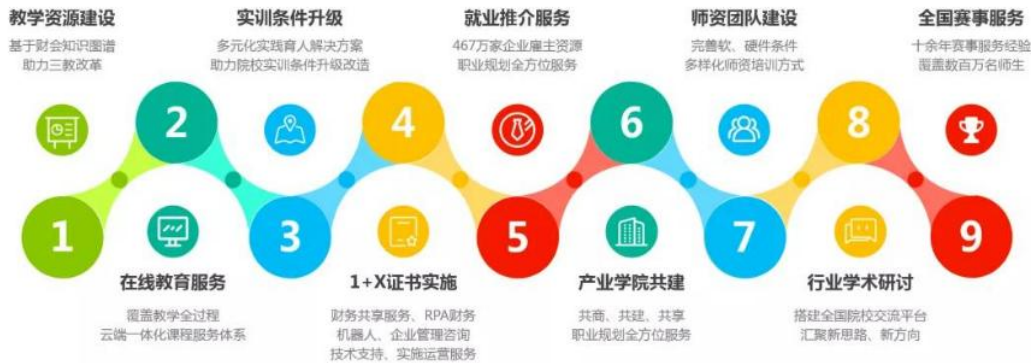 教学资源建设
基于财会知识图谱
助力三教改革
实训条件升级
多元化实践育人解决方案
助力院校实训条件升级改造
就业推介服务
467万家企业雇主资源
职业规划全方位服务
师资团队建设
完善软、硬件条件
多样化师资培训方式
全国赛事服务
十余年赛事服务经验
覆盖数百万名师生
2
4
6
8
1
3
5
7
9
在线教育服务
覆盖教学全过程
云端一体化课程服务体系
1+X证书实施
财务共享服务、RPA财务
机器人、企业管理咨询
技术支持、实施运营服务
产业学院共建
共商、共建、共享
职业规划全方位服务
行业学术研讨
搭建全国院校交流平台
汇聚新思路、新方向